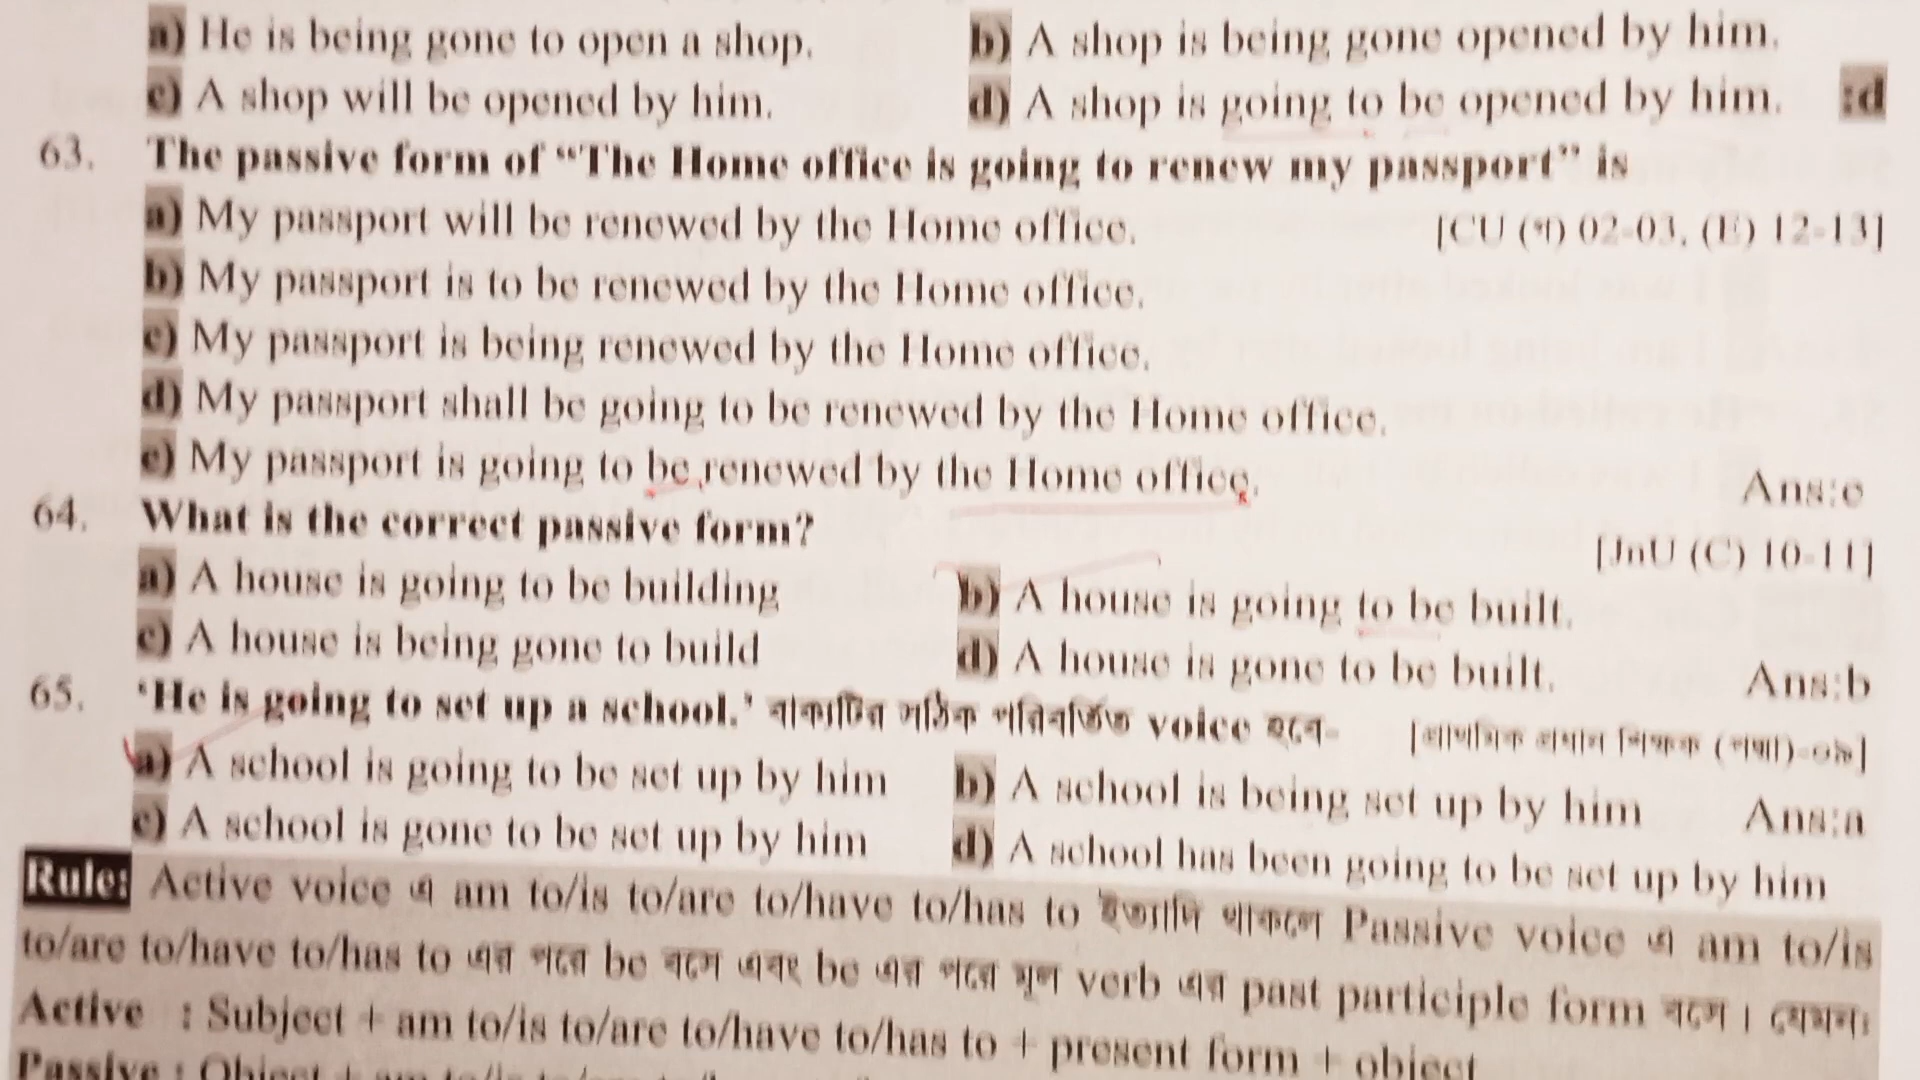 a) He is being gone to open a shop. b) A shop is being gone opened by him.
c) A shop will be opened by him. d) A shop is going to be opened by him. :d
63. The passive form of “The Home office is going to renew my passport” is
a) My passport will be renewed by the Home office. [CU (খ) 02-03, (E) 12-13]
b) My passport is to be renewed by the Home office.
c) My passport is being renewed by the Home office.
d) My passport shall be going to be renewed by the Home office.
e) My passport is going to be renewed by the Home office. Ans:e
64. What is the correct passive form? [JnU (C) 10-11]
a) A house is going to be building b) A house is going to be built.
c) A house is being gone to build d) A house is gone to be built. Ans:b
65. ‘He is going to set up a school.’ বাক্যটির সঠিক পরিবর্তিত voice হবে- [প্রাথমিক প্রধান শিক্ষক (পদ্মা)-০৯]
a) A school is going to be set up by him b) A school is being set up by him Ans:a
c) A school is gone to be set up by him d) A school has been going to be set up by him
Rule: Active voice এ am to/is to/are to/have to/has to ইত্যাদি থাকলে Passive voice এ am to/is
to/are to/have to/has to এর পরে be বসে এবং be এর পরে মূল verb এর past participle form বসে। যেমন:
Active : Subject + am to/is to/are to/have to/has to + present form + object
Passive : Object +